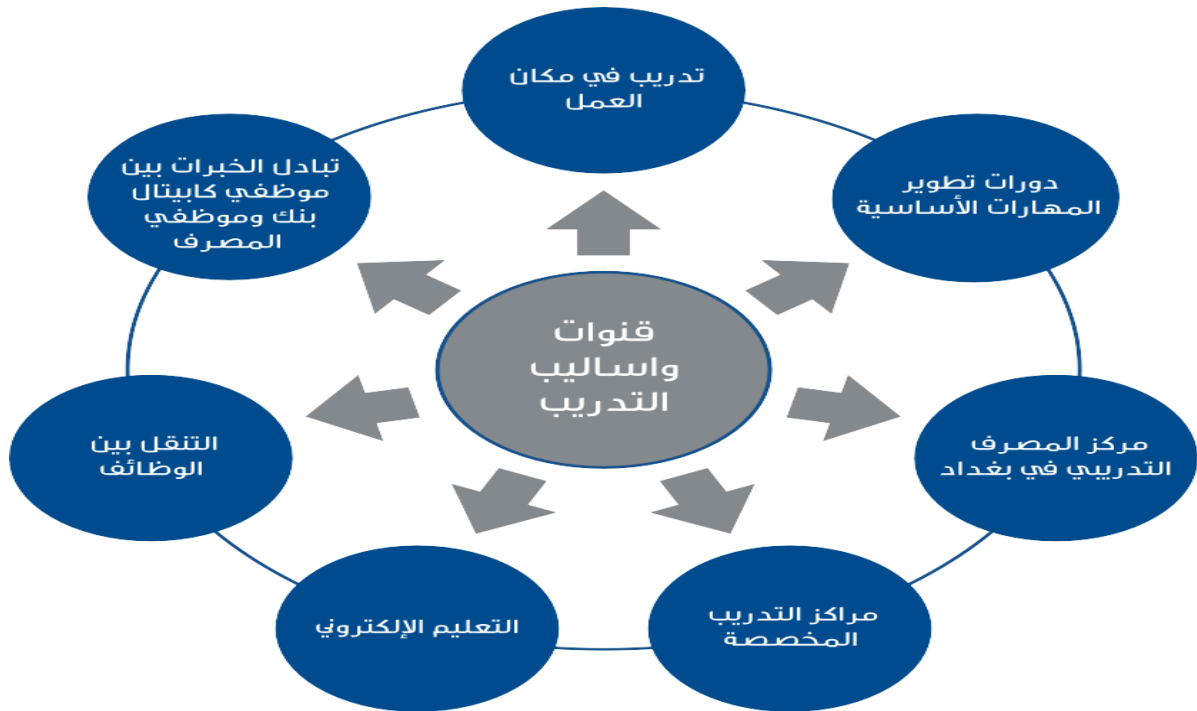 تدريب في مكان
العمل
دورات تطوير
المهارات الأساسية
مركز المصرف
التدريبي في بغداد
مراكز التدريب
المخصصة
التعليم الإلكتروني
التنقل بين
الوظائف
تبادل الخبرات بين
موظفي كابيتال
بنك وموظفي
المصرف
قنوات
واساليب
التدريب